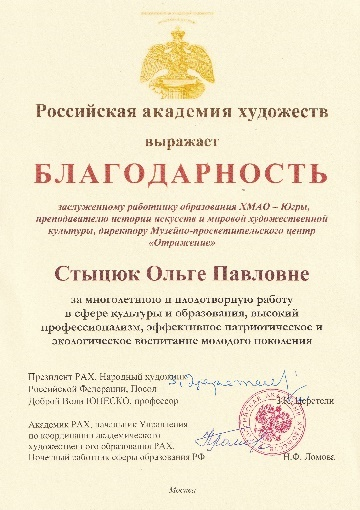 Российская академия художеств
выражает
БЛАГОДАРНОСТЬ
заслуженному работнику образования ХМАО – Югры,
преподавателю истории искусств и мировой художественной
культуры, директору Музейно-просветительского центр
«Отражение»
Стыцюк Ольге Павловне
за многолетнюю и плодотворную работу
в сфере культуры и образования, высокий
профессионализм, эффективное патриотическое и
экологическое воспитание молодого поколения
Президент РАХ, Народный художник
Российской Федерации, Посол
Доброй Воли ЮНЕСКО, профессор З.К. Церетели
Академик РАХ, начальник Управления
по координации академического
художественного образования РАХ,
Почетный работник сферы образования РФ Н.Ф. Ломова
Москва